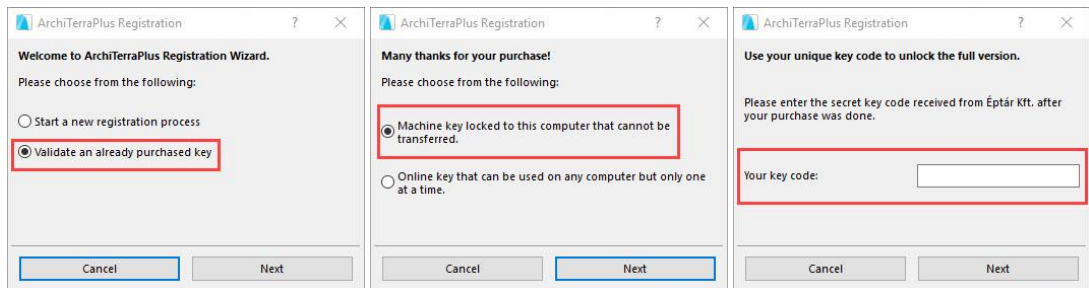 ArchiTerraPlus Registration ? ×
Welcome to ArchiTerraPlus Registration Wizard.
Please choose from the following:
Start a new registration process
Validate an already purchased key
Cancel Next
ArchiTerraPlus Registration ? ×
Many thanks for your purchase!
Please choose from the following:
Machine key locked to this computer that cannot be
transferred.
Online key that can be used on any computer but only one
at a time.
Cancel Next
ArchiTerraPlus Registration ? ×
Use your unique key code to unlock the full version.
Please enter the secret key code received from Éptár Kft. after
your purchase was done.
Your key code:
Cancel Next